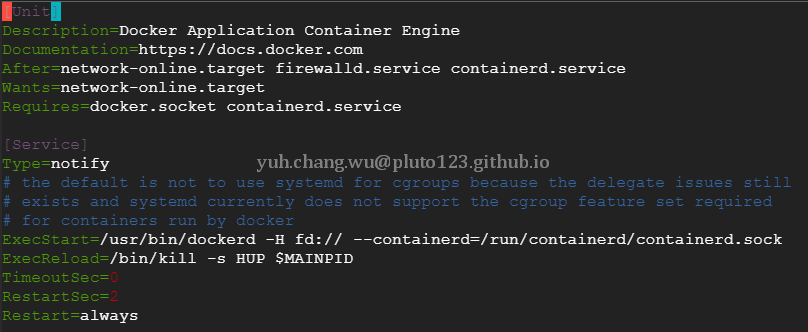 [Unit]
Description=Docker Application Container Engine
Documentation=https://docs.docker.com
After=network-online.target firewalld.service containerd.service
Wants=network-online.target
Requires=docker.socket containerd.service
[Service]
Type=notify
yuh.chang.wu@pluto123.github.io
# the default is not to use systemd for cgroups because the delegate issues still
# exists and systemd currently does not support the cgroup feature set required
# for containers run by docker
ExecStart=/usr/bin/dockerd -H fd:// --containerd=/run/containerd/containerd.sock
ExecReload=/bin/kill -s HUP $MAINPID
TimeoutSec=0
RestartSec=2
Restart=always